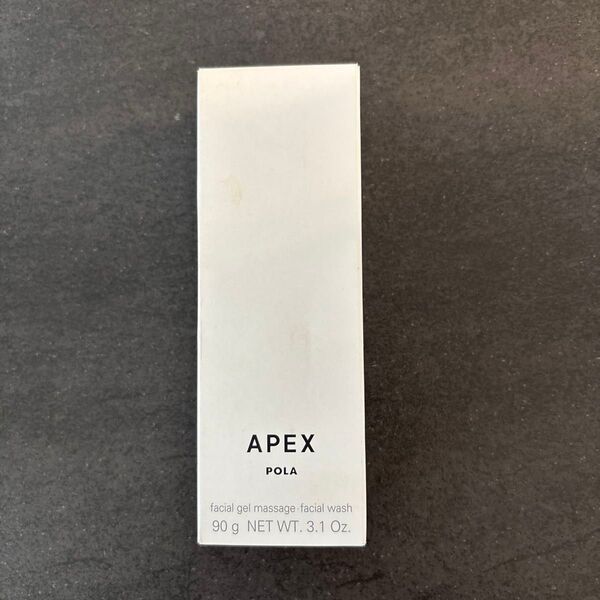 APEX
POLA
facial gel massage·facial wash
90 g NET WT. 3.1 Oz.